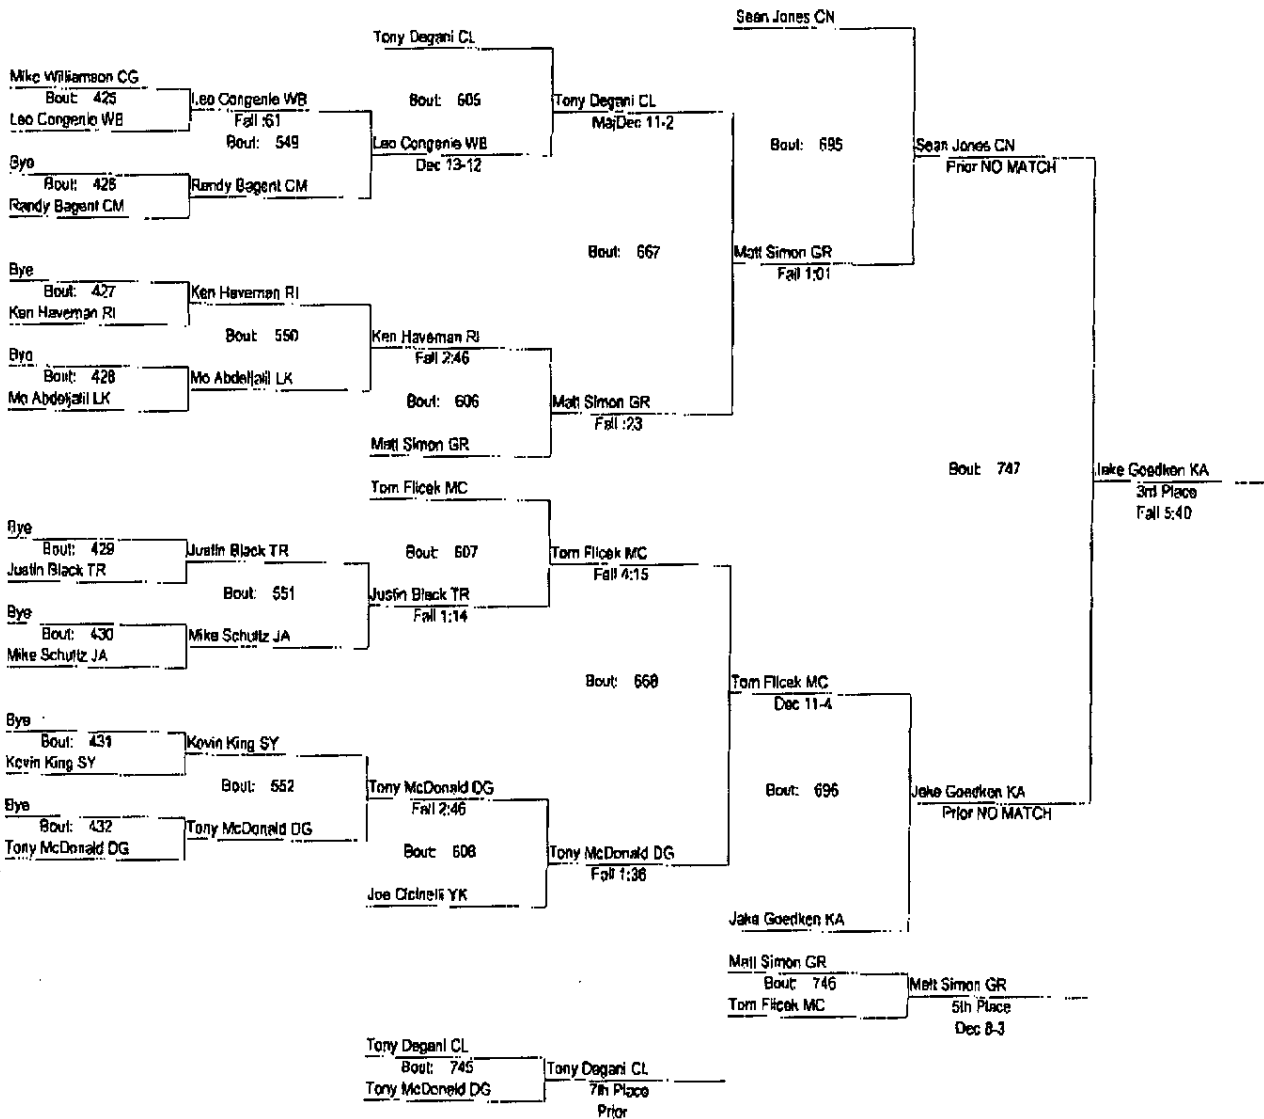 Sean Jones CN
Tony Degani CL
Mike Williamson CG
Bout: 425
Leo Congenie WB
Leo Congenie WB
Fall :61
Bout: 549
Bye
Bout: 426
Randy Bagent CM
Randy Bagent CM
Bout: 605
Leo Congenie WB
Dec 13-12
Tony Degani CL
MajDec 11-2
Bout: 695
Sean Jones CN
Prior NO MATCH
Bout: 667
Matt Simon GR
Fall 1:01
Bye
Bout: 427
Ken Haveman RI
Ken Haveman RI
Bout: 550
Bye
Bout: 428
Mo Abdeljalil LK
Mo Abdeljalil LK
Ken Haveman RI
Fall 2:46
Bout: 606
Matt Simon GR
Matt Simon GR
Fall :23
Bout: 747
Jake Goedken KA
3rd Place
Fall 5:40
Tom Flicek MC
Bye
Bout: 429
Justin Black TR
Justin Black TR
Bout: 551
Bye
Bout: 430
Mike Schultz JA
Mike Schultz JA
Bout: 607
Justin Black TR
Fall 1:14
Tom Flicek MC
Fall 4:15
Bout: 668
Tom Flicek MC
Dec 11-4
Bye
Bout: 431
Kevin King SY
Kevin King SY
Bout: 552
Bye
Bout: 432
Tony McDonald DG
Tony McDonald DG
Tony McDonald DG
Fall 2:46
Bout: 608
Joe Cicinelli YK
Tony McDonald DG
Fall 1:36
Bout: 696
Jake Goedken KA
Prior NO MATCH
Jake Goedken KA
Matt Simon GR
Bout: 746
Tom Flicek MC
Matt Simon GR
5th Place
Dec 8-3
Tony Degani CL
Bout: 745
Tony McDonald DG
Tony Degani CL
7th Place
Prior